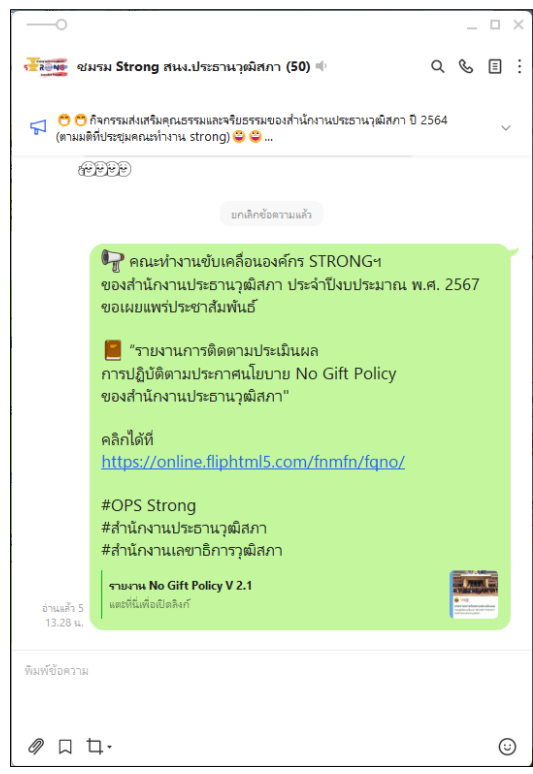 STRONG
ชมรม Strong สนง.ประธานวุฒิสภา (50)
กิจกรรมส่งเสริมคุณธรรมและจริยธรรมของสำนักงานประธานวุฒิสภา ปี 2564
(ตามมติที่ประชุมคณะทำงาน strong) ...
ยกเลิกข้อความแล้ว
คณะทำงานขับเคลื่อนองค์กร STRONGฯ
ของสำนักงานประธานวุฒิสภา ประจำปีงบประมาณ พ.ศ. 2567
ขอเผยแพร่ประชาสัมพันธ์
“รายงานการติดตามประเมินผล
การปฏิบัติตามประกาศนโยบาย No Gift Policy
ของสำนักงานประธานวุฒิสภา"
คลิกได้ที่
https://online.fliphtml5.com/fnmfn/fqno/
#OPS Strong
#สำนักงานประธานวุฒิสภา
#สำนักงานเลขาธิการวุฒิสภา
รายงาน No Gift Policy V 2.1
แตะที่นี่เพื่อเปิดลิงก์
อ่านแล้ว 5
13.28 น.
พิมพ์ข้อความ